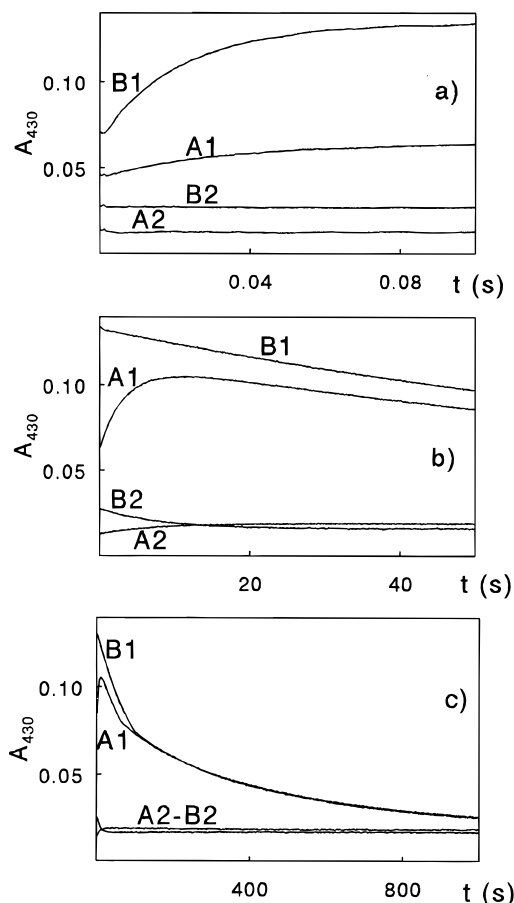 B1
0.10
a)
A₄₃₀
A1
0.05
B2
A2
0.04
0.08
t (s)
B1
A1
0.10
A₄₃₀
0.05
b)
B2
A2
20
40
t (s)
B1
c)
0.10
A₄₃₀
A1
0.05
A2-B2
400
800
t (s)